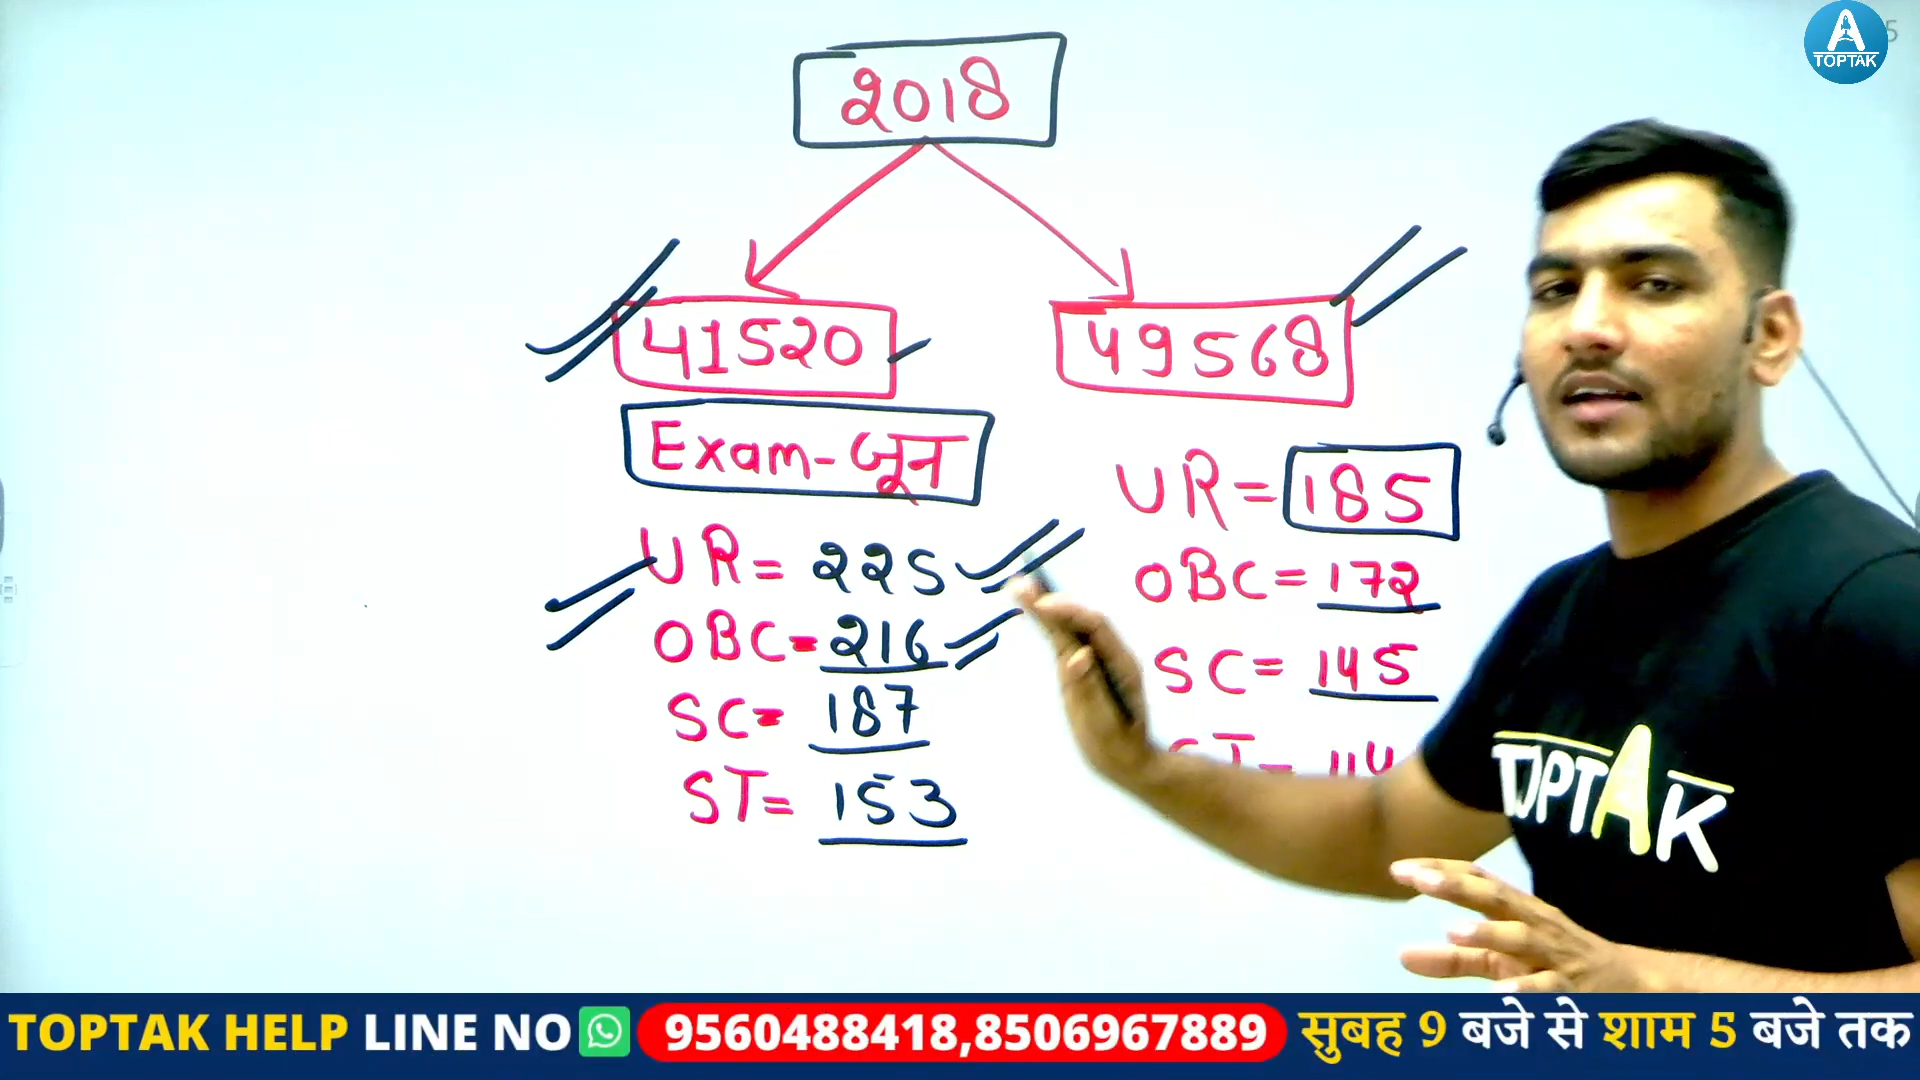 TOPTAK
2018
41520
49568
Exam-जून
UR = 225
OBC = 216
SC = 187
ST = 153
UR = 185
OBC = 172
SC = 145
TOPTAK
TOPTAK HELP LINE NO 9560488418,8506967889 सुबह 9 बजे से शाम 5 बजे तक